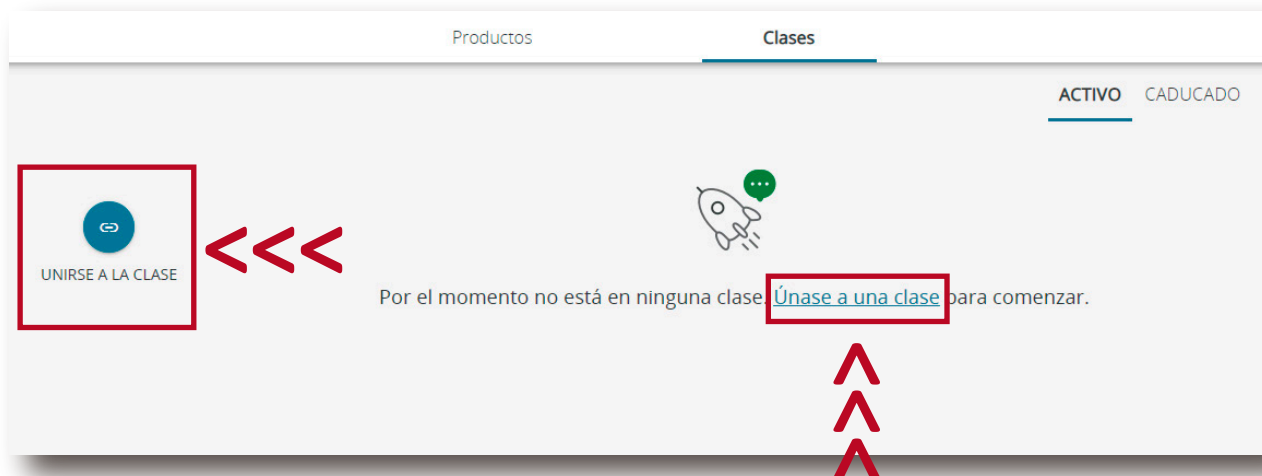 Productos Clases
ACTIVO CADUCADO
UNIRSE A LA CLASE
Por el momento no está en ninguna clase. Únase a una clase para comenzar.